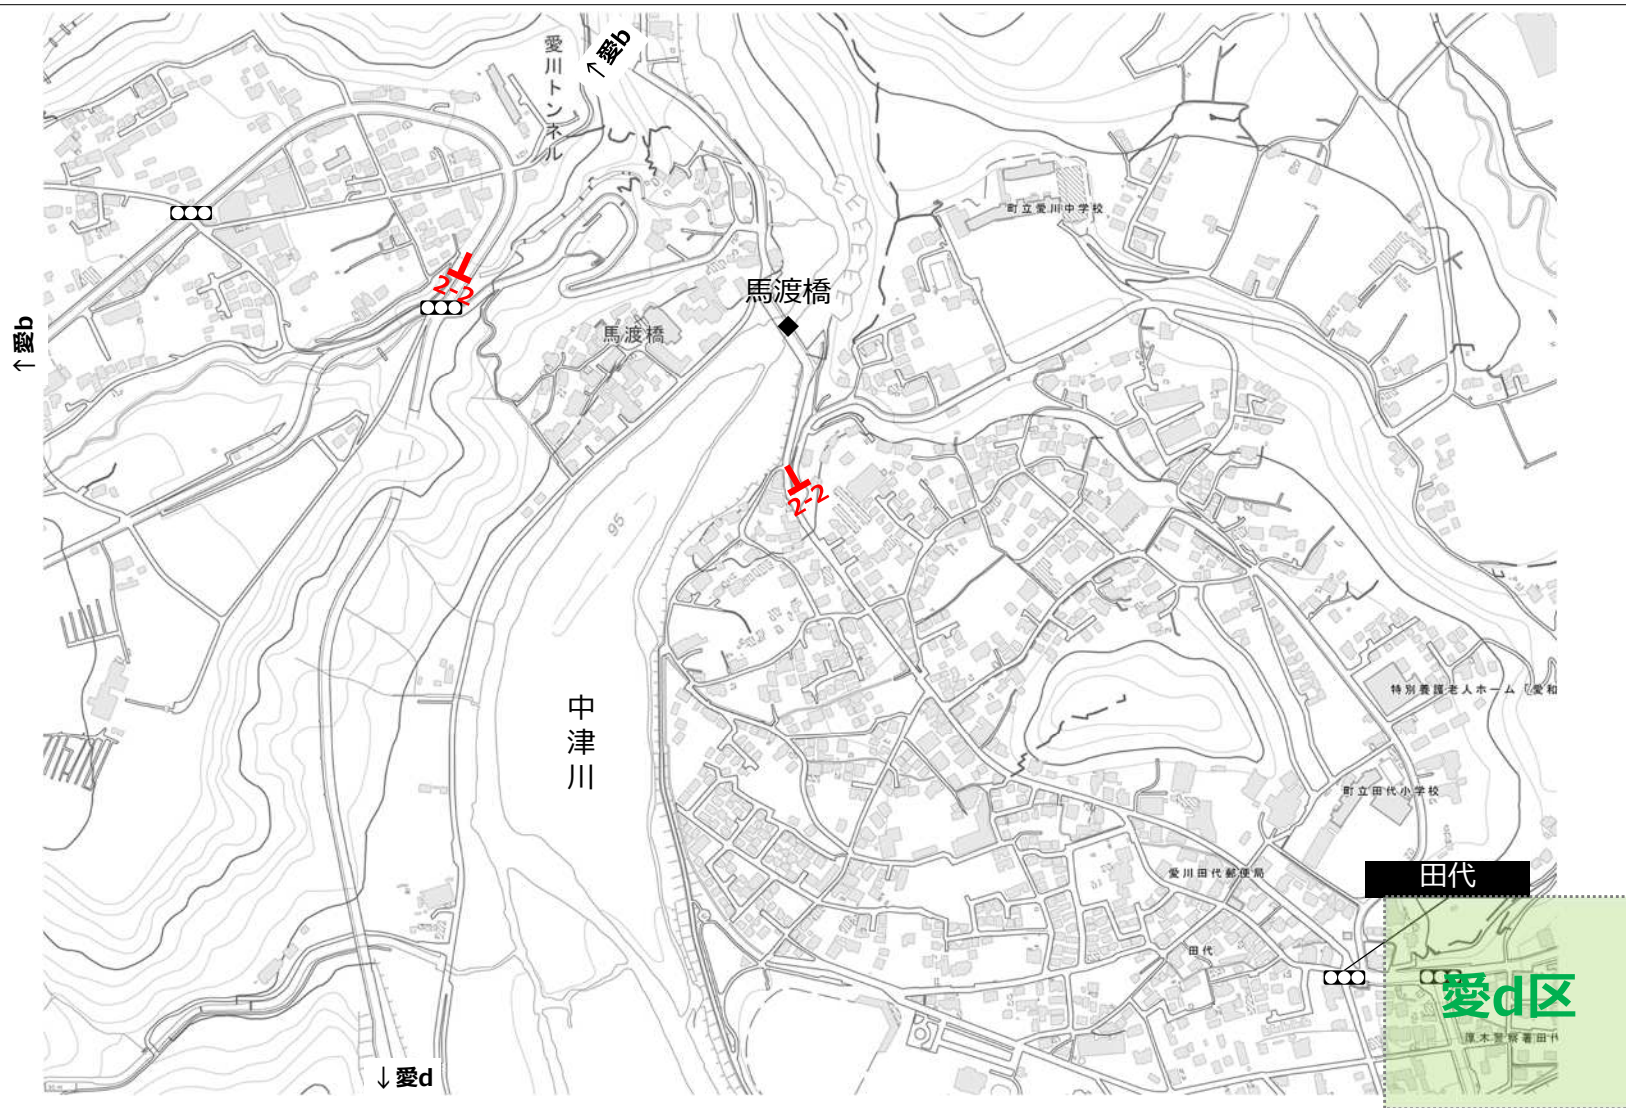 愛川トンネル
↑愛b
町立愛川中学校
2-2
馬渡橋
↑愛b
馬渡橋
95
2-2
特別養護老人ホーム「愛和
中津川
町立田代小学校
愛川田代郵便局
田代
田代
愛d区
厚木警察署田代
↓愛d